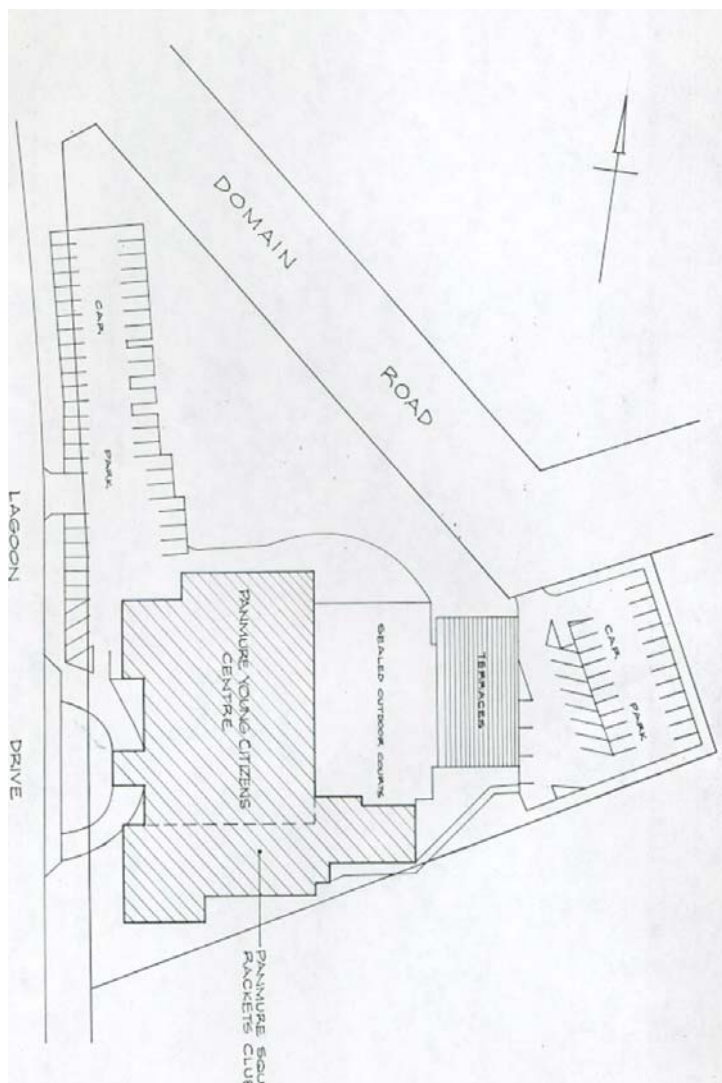 DOMAIN ROAD
CAR PARK
CAR PARK
LAGOON DRIVE
PANMURE YOUNG CITIZENS
CENTRE
SEALED OUTDOOR COURTS
TERRACES
PANMURE SQU
RACKETS CLUB